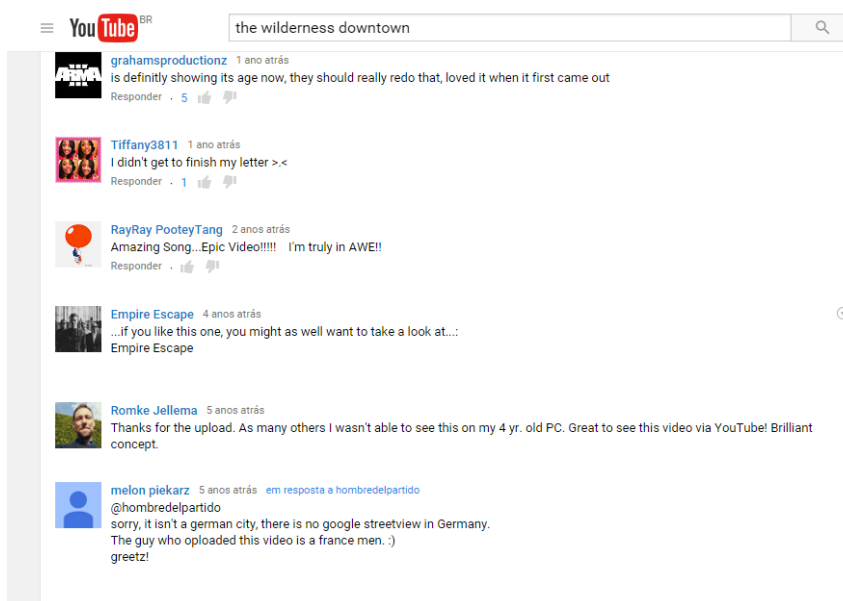 YouTube BR
the wilderness downtown
grahamsproductionz 1 ano atrás
is definitly showing its age now, they should really redo that, loved it when it first came out
Responder . 5
Tiffany3811 1 ano atrás
I didn't get to finish my letter >.<
Responder . 1
RayRay PooteyTang 2 anos atrás
Amazing Song...Epic Video!!!!! I'm truly in AWE!!
Responder .
Empire Escape 4 anos atrás
...if you like this one, you might as well want to take a look at...:
Empire Escape
Romke Jellema 5 anos atrás
Thanks for the upload. As many others I wasn't able to see this on my 4 yr. old PC. Great to see this video via YouTube! Brilliant
concept.
melon piekarz 5 anos atrás em resposta a hombredelpartido
@hombredelpartido
sorry, it isn't a german city, there is no google streetview in Germany.
The guy who oploaded this video is a france men. :)
greetz!
ARMA
III